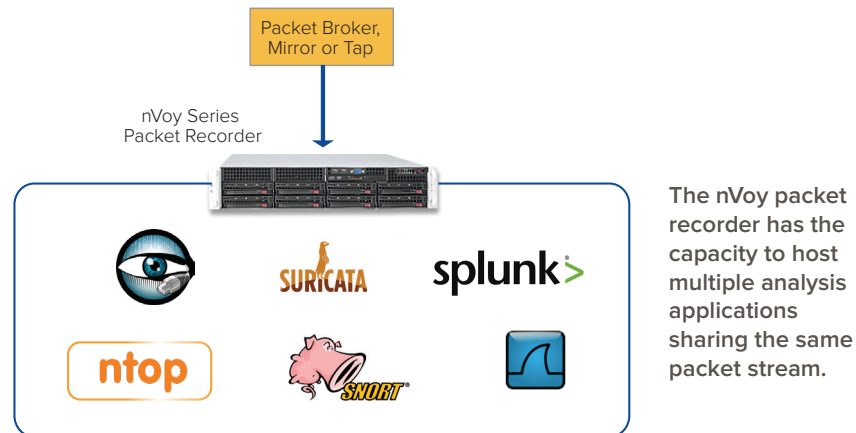 Packet Broker,
Mirror or Tap
nVoy Series
Packet Recorder
SURICATA
splunk>
ntop
SNORT®
The nVoy packet
recorder has the
capacity to host
multiple analysis
applications
sharing the same
packet stream.